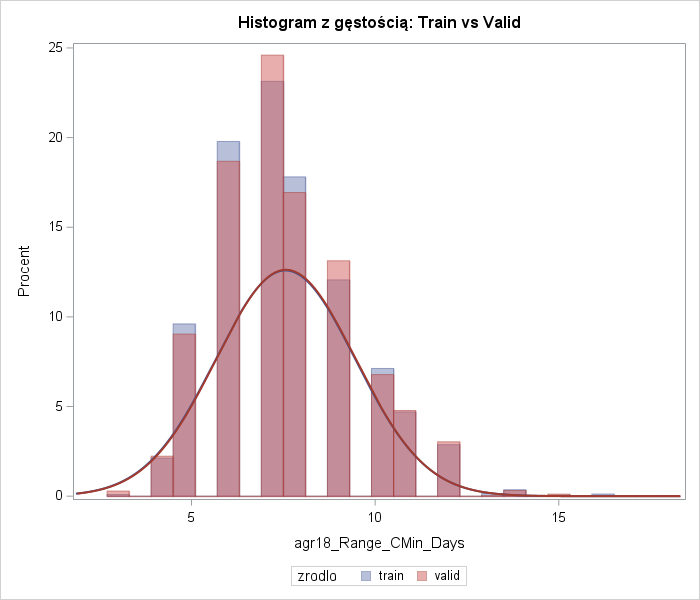 Histogram z gęstością: Train vs Valid
25
20
15
10
5
0
Procent
5 10 15
agr18_Range_CMin_Days
zrodlo train valid